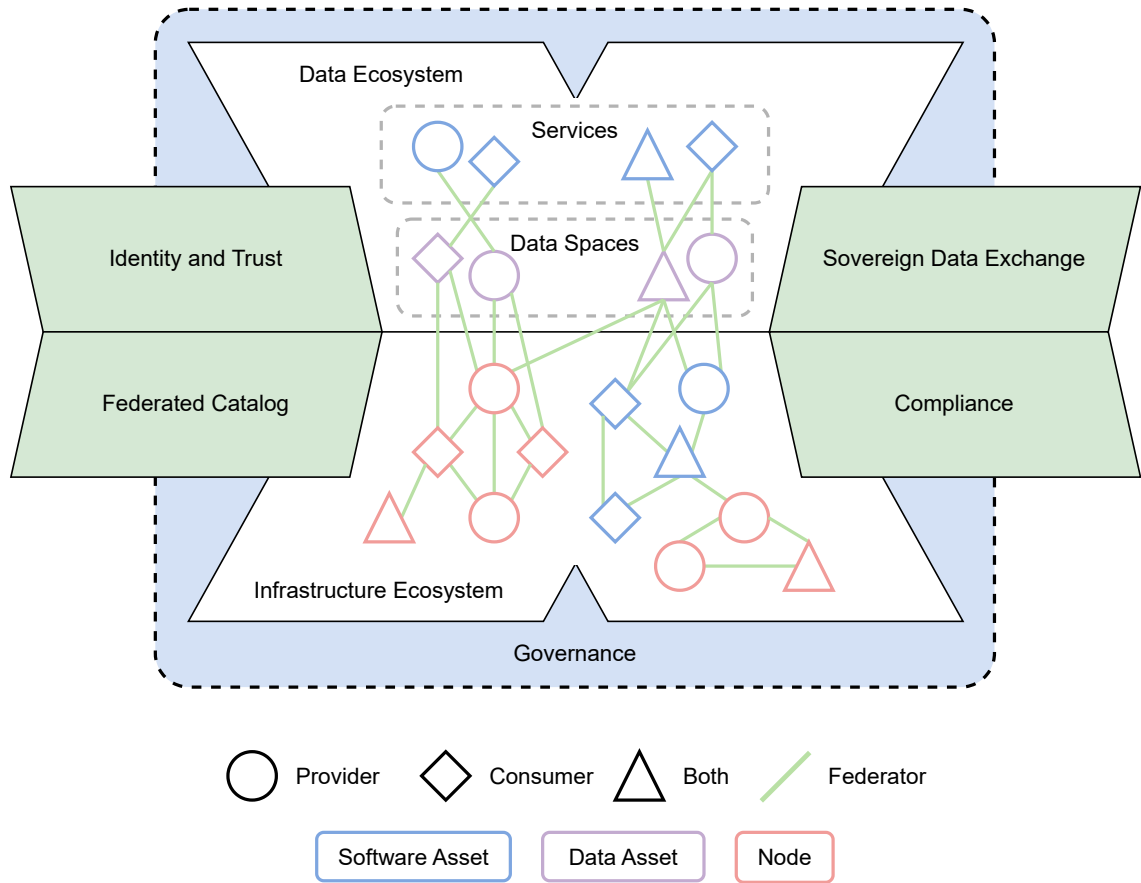 Data Ecosystem
Services
Data Spaces
Identity and Trust
Sovereign Data Exchange
Federated Catalog
Compliance
Infrastructure Ecosystem
Governance
Provider
Consumer
Both
Federator
Software Asset
Data Asset
Node